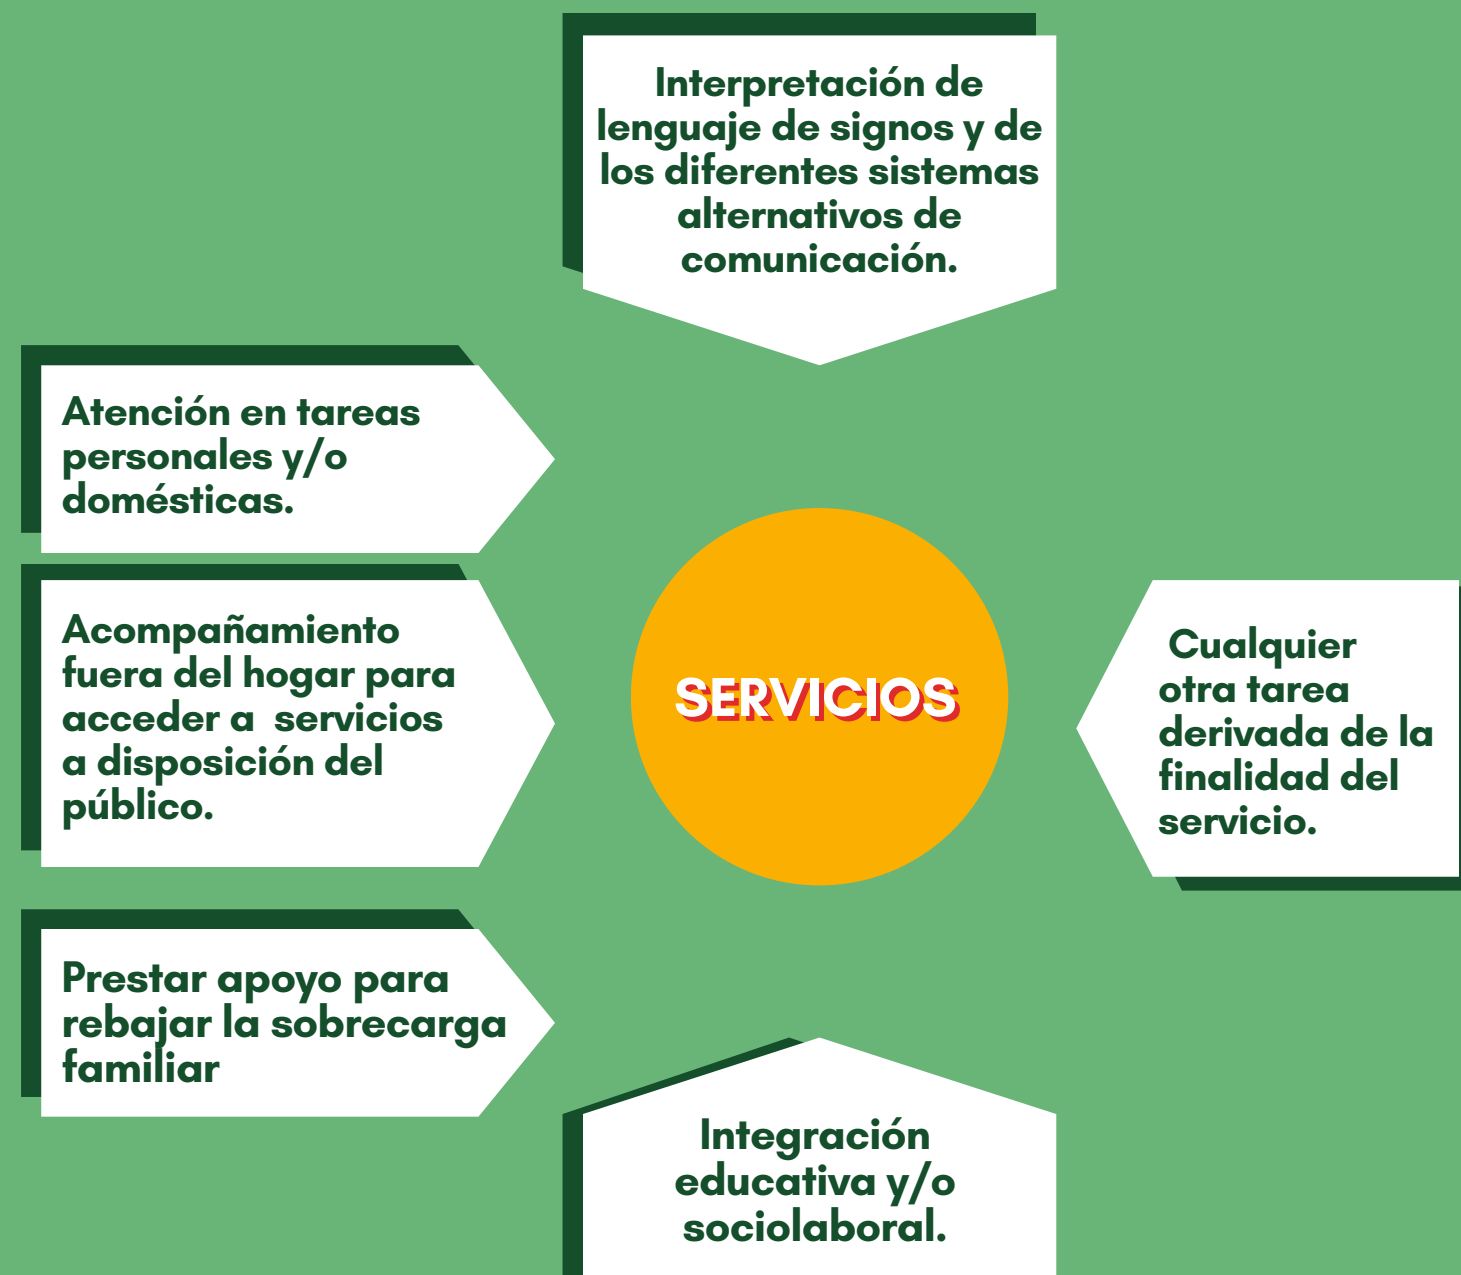 Interpretación de
lenguaje de signos y de
los diferentes sistemas
alternativos de
comunicación.
Atención en tareas
personales y/o
domésticas.
Acompañamiento
fuera del hogar para
acceder a  servicios
a disposición del
público.
Prestar apoyo para
rebajar la sobrecarga
familiar
SERVICIOS
Cualquier
otra tarea
derivada de la
finalidad del
servicio.
Integración
educativa y/o
sociolaboral.